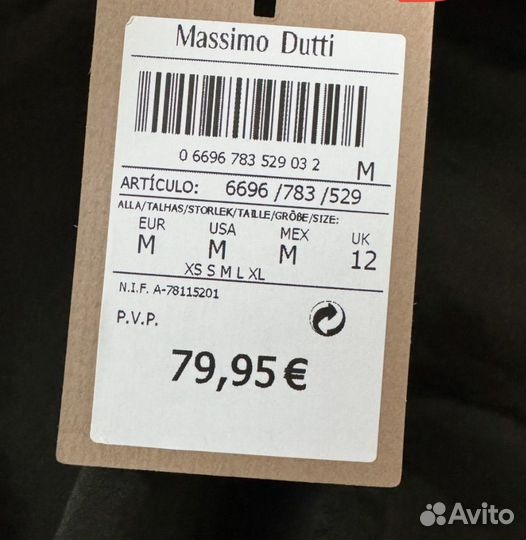 Massimo Dutti
0 6696 783 529 03 2
M
ARTÍCULO: 6696 /783 /529
ALLA/TALHAS/STORLEK/TAILLE/GRÖBE/SIZE:
EUR USA MEX UK
M M M 12
XS S M L XL
N.I.F. A-78115201
P.V.P.
79,95 €
Avito